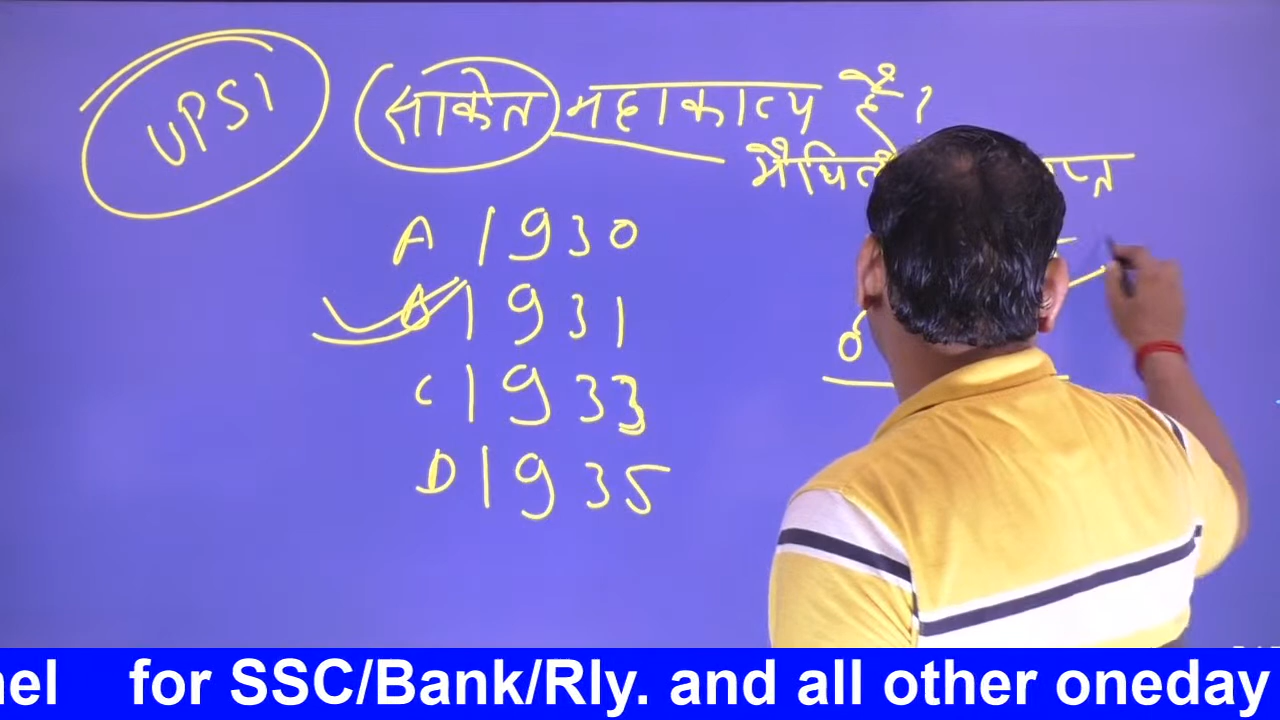 UPSI साकेत महाकाव्य है?
A 1930
1931
C 1933
D 1935
for SSC/Bank/Rly. and all other oneday